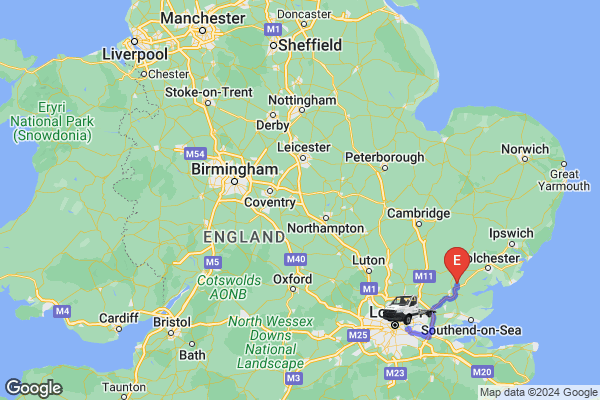 Doncaster
Manchester
M1
Liverpool
Sheffield
Chester
Stoke-on-Trent
Eryri
National Park
(Snowdonia)
Nottingham
Derby
Leicester
M54
Peterborough
Norwich
Birmingham
Great
Yarmouth
Coventry
Cambridge
Northampton
ENGLAND
Ipswich
M40
E
olchester
M5
Luton
M11
Cotswolds
AONB
Oxford
M1
M4
Lo
Cardiff
North Wessex
Downs
National
Landscape
Southend-on-Sea
Bristol
M25
Bath
M20
M23
M3
Taunton
Google
Google
Map data ©2024 Google